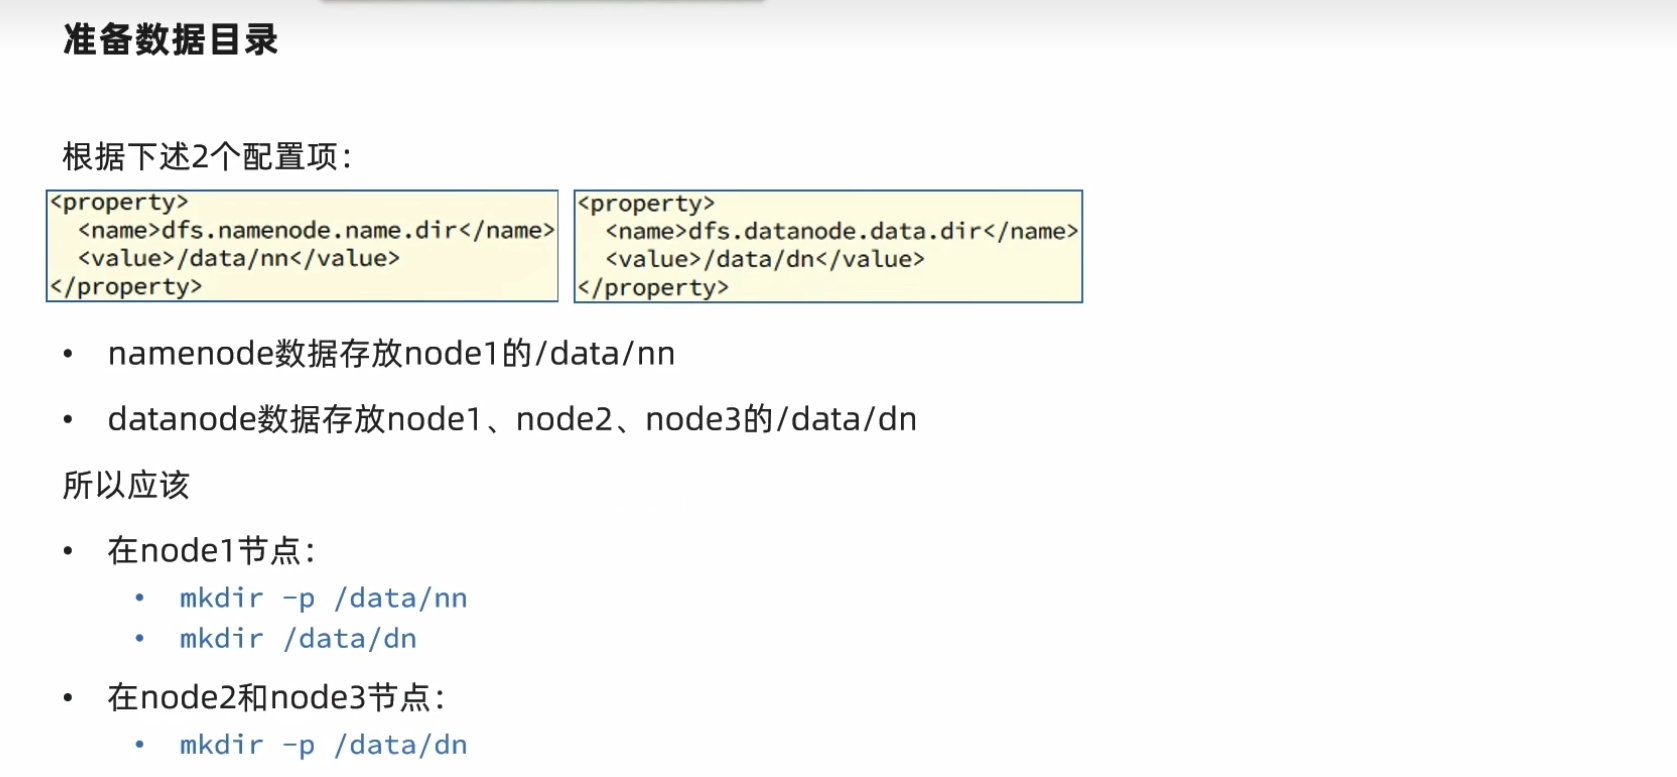 准备数据目录
根据下述2个配置项：
<property>
  <name>dfs.namenode.name.dir</name>
  <value>/data/nn</value>
</property>
<property>
  <name>dfs.datanode.data.dir</name>
  <value>/data/dn</value>
</property>
• namenode数据存放node1的/data/nn
• datanode数据存放node1、node2、node3的/data/dn
所以应该
• 在node1节点：
• mkdir -p /data/nn
• mkdir /data/dn
• 在node2和node3节点：
• mkdir -p /data/dn